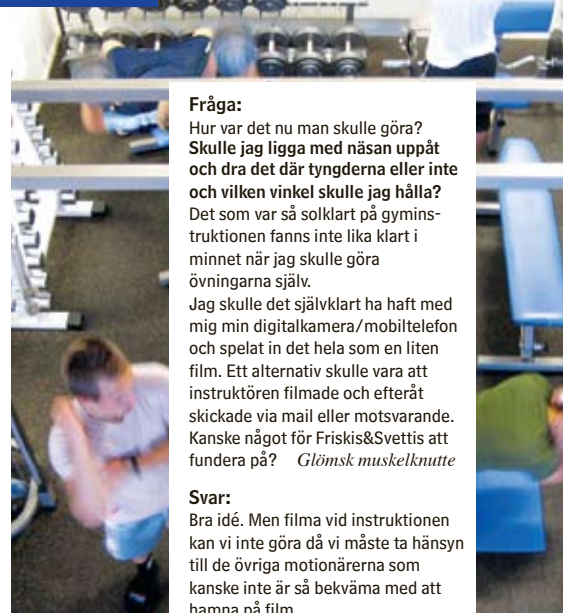 Fråga:
Hur var det nu man skulle göra?
Skulle jag ligga med näsan uppåt
och dra det där tyngderna eller inte
och vilken vinkel skulle jag hålla?
Det som var så solklart på gymins-
truktionen fanns inte lika klart i
minnet när jag skulle göra
övningarna själv.
Jag skulle det självklart ha haft med
mig min digitalkamera/mobiltelefon
och spelat in det hela som en liten
film. Ett alternativ skulle vara att
instruktören filmade och efteråt
skickade via mail eller motsvarande.
Kanske något för Friskis&Svettis att
fundera på? Glömsk muskelknutte
Svar:
Bra idé. Men filma vid instruktionen
kan vi inte göra då vi måste ta hänsyn
till de övriga motionärerna som
kanske inte är så bekväma med att
hamna på film